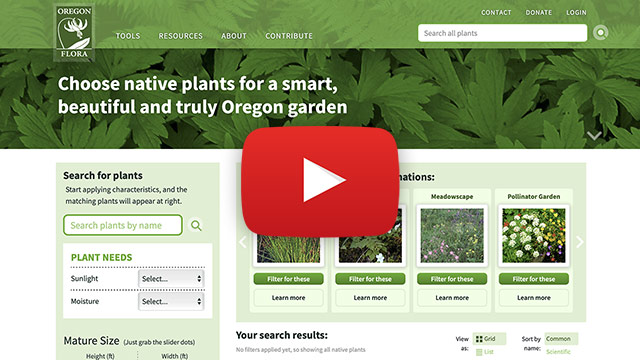 OREGON
FLORA
CONTACT DONATE LOGIN
TOOLS RESOURCES ABOUT CONTRIBUTE
Search all plants
Choose native plants for a smart,
beautiful and truly Oregon garden
Search for plants
Start applying characteristics, and the
matching plants will appear at right.
Search plants by name
PLANT NEEDS
Sunlight Select...
Moisture Select...
Mature Size (Just grab the slider dots)
Height (ft) Width (ft)
nations:
Meadowscape Pollinator Garden
Filter for these Filter for these Filter for these Filter for these
Learn more Learn more Learn more Learn more
Your search results:
No filters applied yet, so showing all native plants
View
as:
Grid
List
Sort by
name:
Common
Scientific